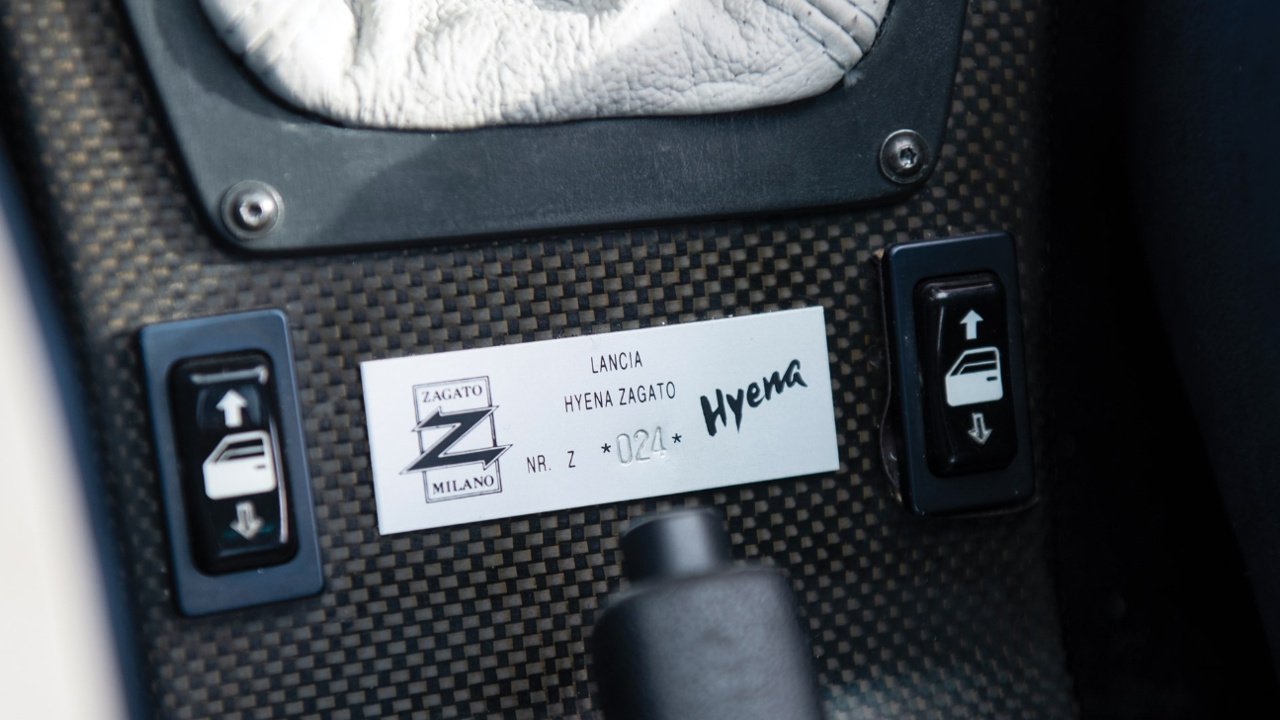 ZAGATO
Z
MILANO
LANCIA
HYENA ZAGATO
NR. Z *024*
Hyena